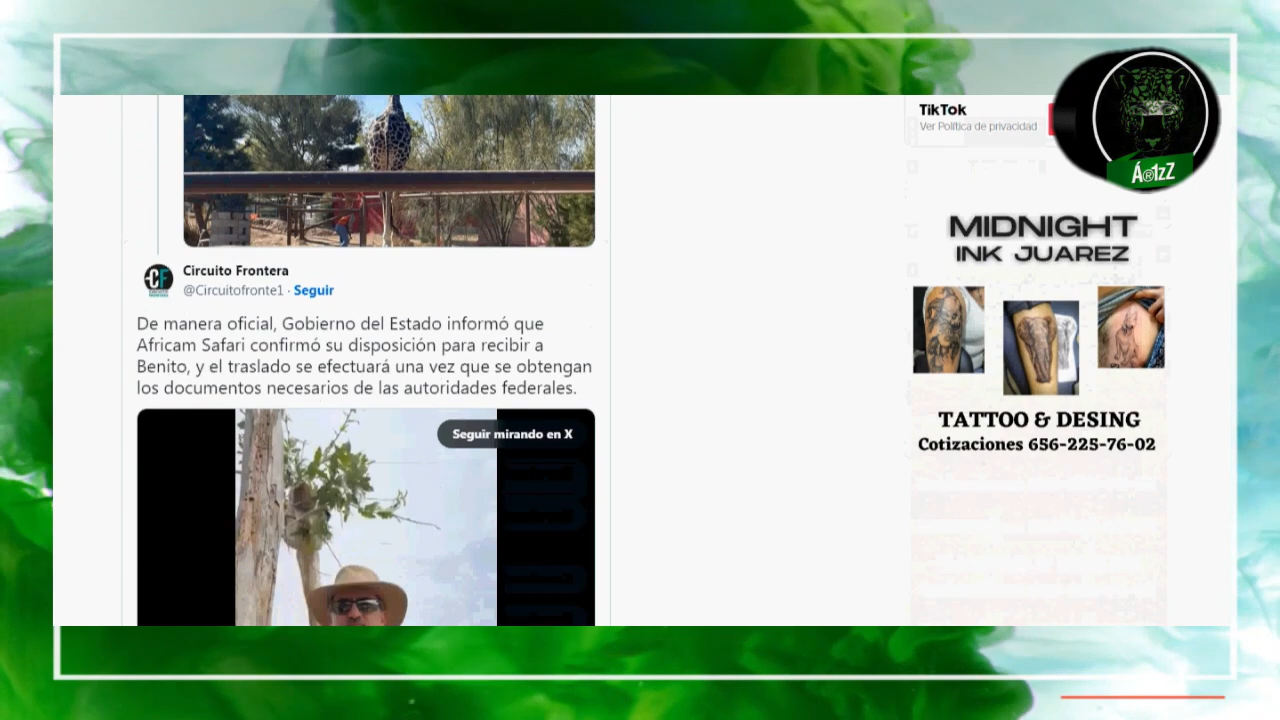 Circuito Frontera
@Circuitofronte1 · Seguir
De manera oficial, Gobierno del Estado informó que
Africam Safari confirmó su disposición para recibir a
Benito, y el traslado se efectuará una vez que se obtengan
los documentos necesarios de las autoridades federales.
Seguir mirando en X
TikTok
Ver Política de privacidad
Á®1zZ
MIDNIGHT
INK JUAREZ
TATTOO & DESING
Cotizaciones 656-225-76-02
CF